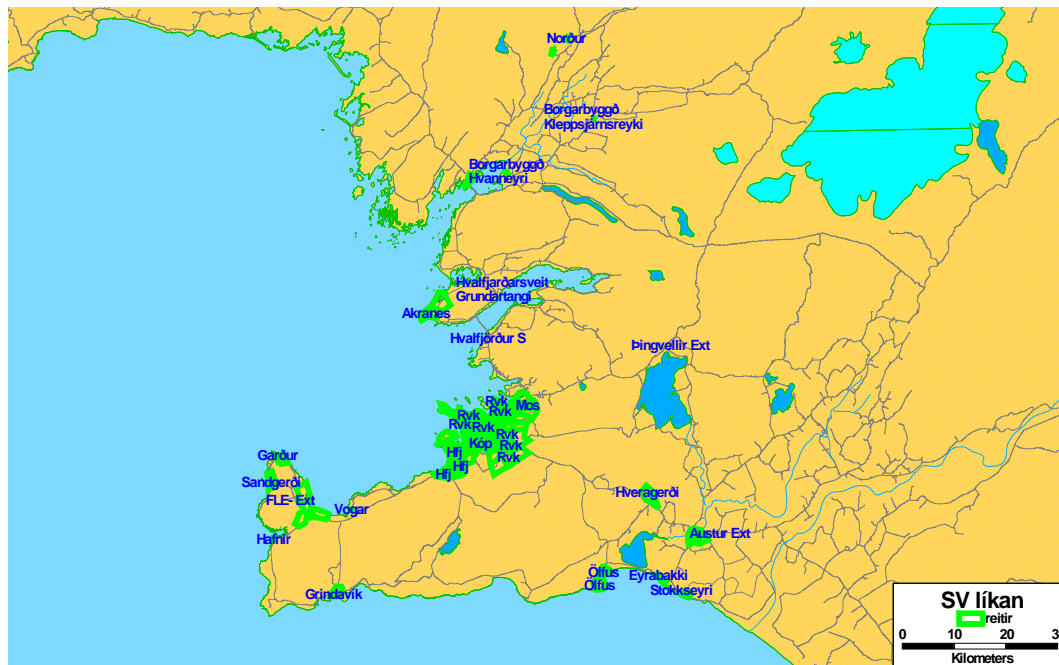 Norður
Borgarbyggð
Kleppsjárnsreyki
Borgarbyggð
Hvanneyri
Hvalfjarðarsveit
Grundartangi
Akranes
Hvalfjörður S
Þingvellir Ext
Rvk
Mos
Rvk
Rvk
Rvk
Rvk
Rvk
Kóp
Rvk
Hfj
Rvk
Hfj
Hfj
Garður
Sandgerði
FLE- Ext
Vogar
Hafnir
Grindavík
Hveragerði
Austur Ext
Ölfus
Ölfus
Eyrabakki
Stokkseyri
SV líkan
reitir
0 10 20 3
Kilometers